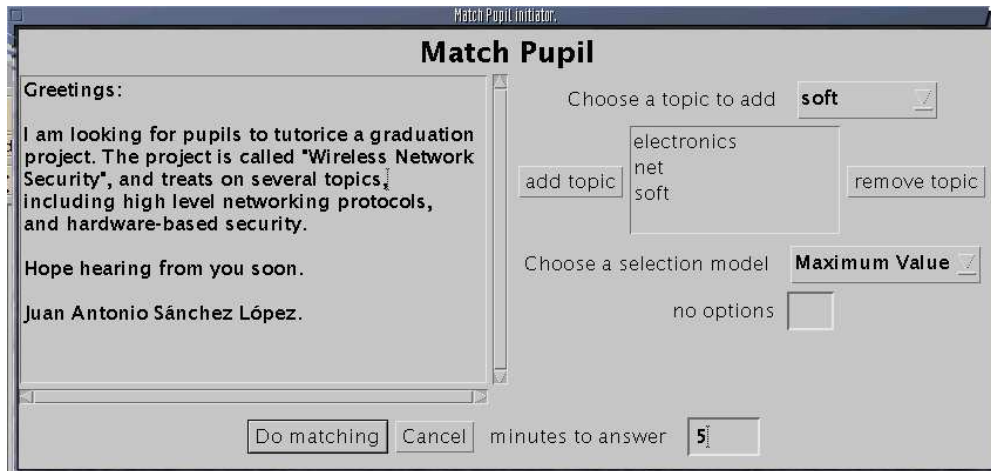 Match Pupil initiator.
Match Pupil
Greetings:
I am looking for pupils to tutorice a graduation
project. The project is called "Wireless Network
Security", and treats on several topics,
including high level networking protocols,
and hardware-based security.
Hope hearing from you soon.
Juan Antonio Sánchez López.
Choose a topic to add soft
electronics
net
soft
add topic
remove topic
Choose a selection model Maximum Value
no options
Do matching Cancel minutes to answer 5